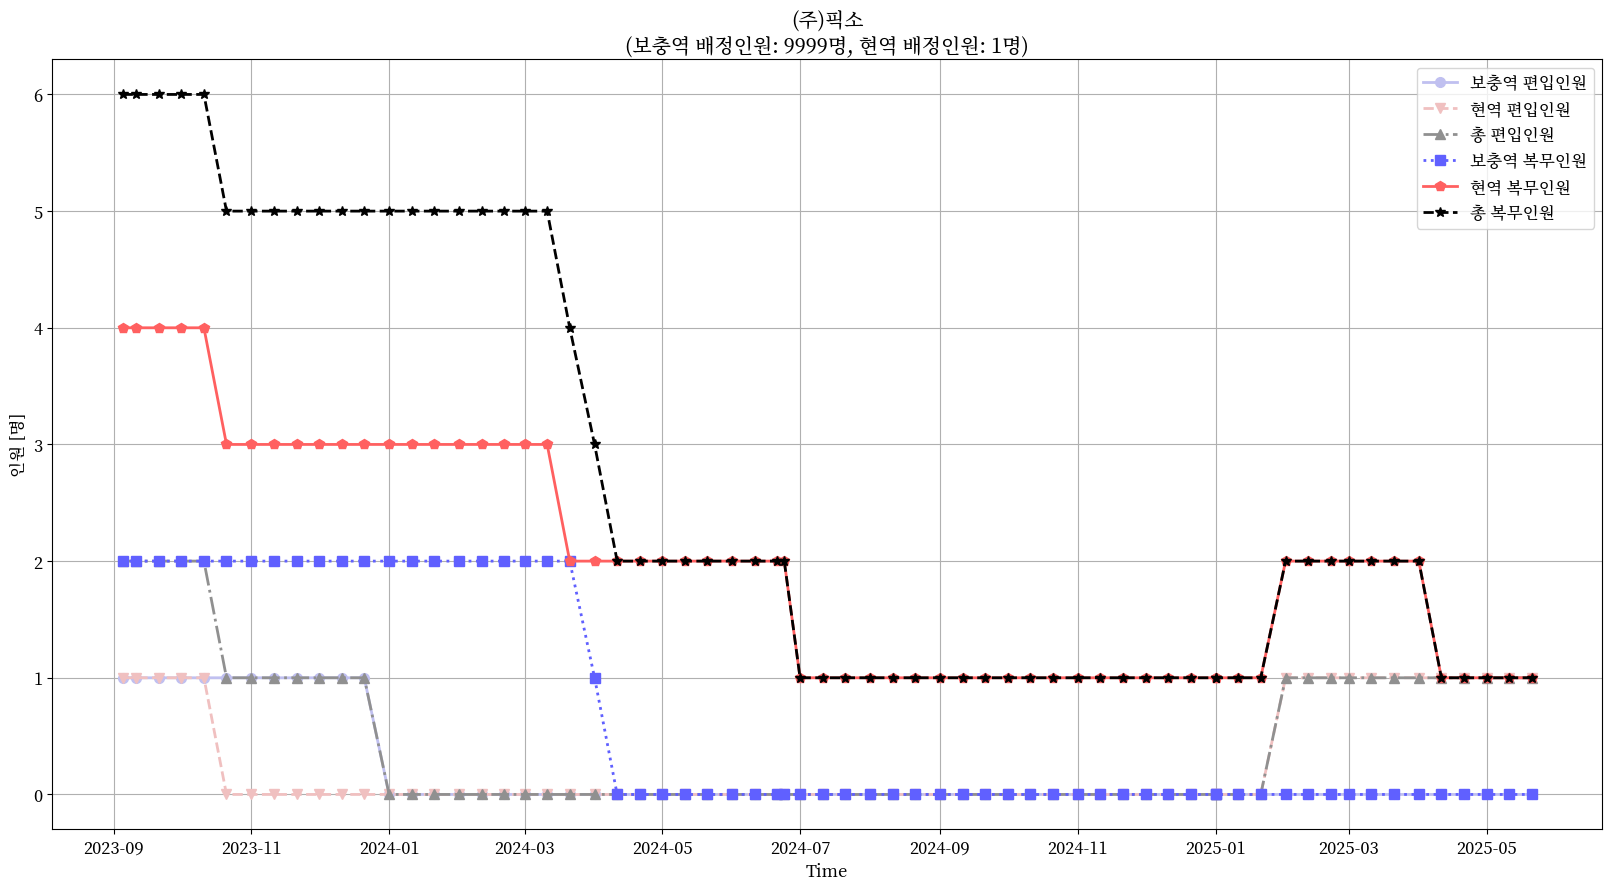 (주)픽소
(보충역 배정인원: 9999명, 현역 배정인원: 1명)
보충역 편입인원
현역 편입인원
총 편입인원
보충역 복무인원
현역 복무인원
총 복무인원
인원 [명]
6
5
4
3
2
1
0
2023-09
2023-11
2024-01
2024-03
2024-05
2024-07
2024-09
2024-11
2025-01
2025-03
2025-05
Time